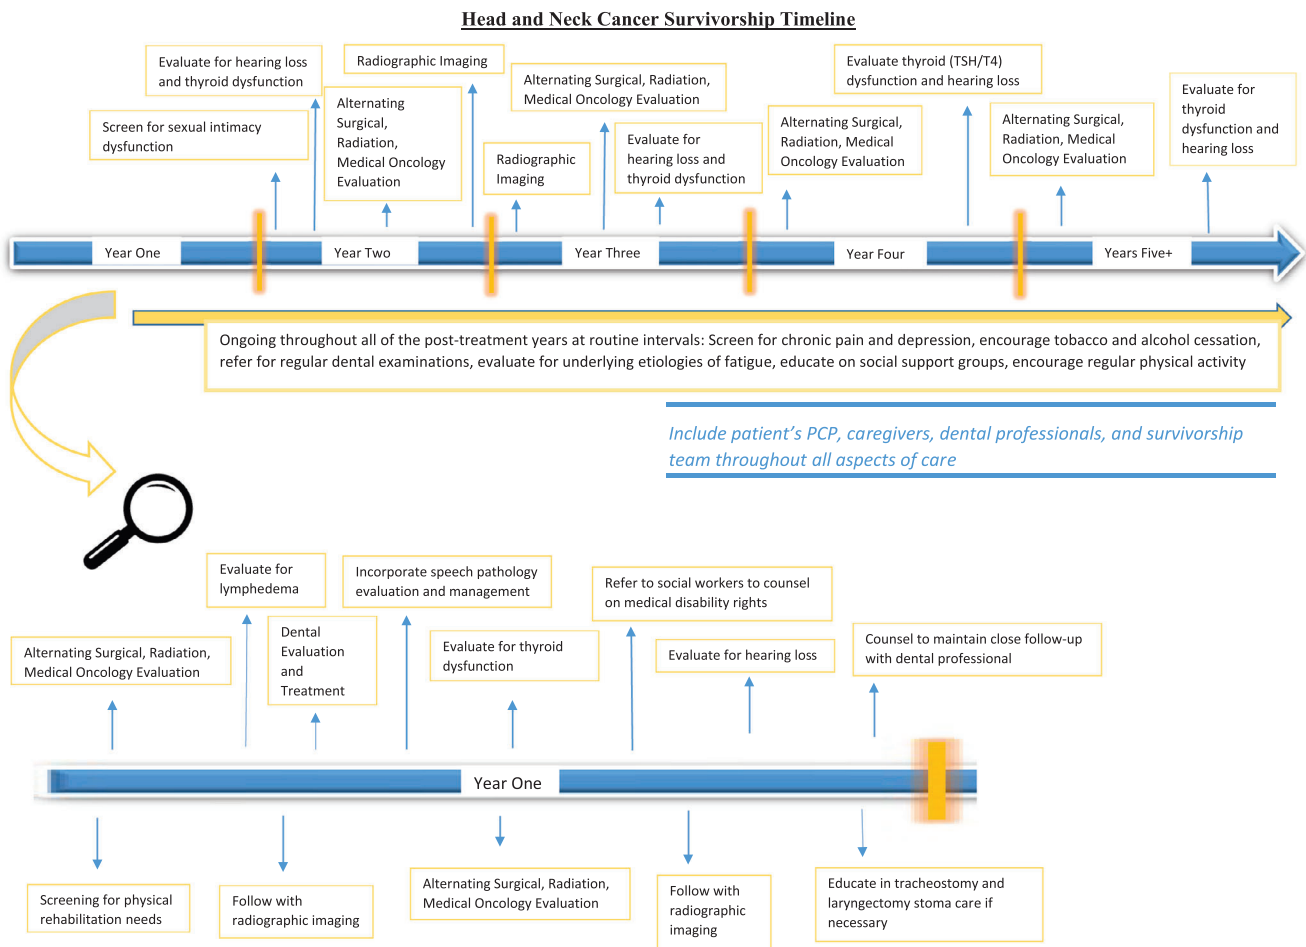 Head and Neck Cancer Survivorship Timeline
Evaluate for hearing loss
and thyroid dysfunction
Screen for sexual intimacy
dysfunction
Alternating
Surgical,
Radiation,
Medical Oncology
Evaluation
Radiographic Imaging
Radiographic
Imaging
Alternating Surgical, Radiation,
Medical Oncology Evaluation
Evaluate for
hearing loss and
thyroid dysfunction
Alternating Surgical,
Radiation, Medical
Oncology Evaluation
Evaluate thyroid (TSH/T4)
dysfunction and hearing loss
Alternating Surgical,
Radiation, Medical
Oncology Evaluation
Evaluate for
thyroid
dysfunction and
hearing loss
Year One
Year Two
Year Three
Year Four
Years Five+
Ongoing throughout all of the post-treatment years at routine intervals: Screen for chronic pain and depression, encourage tobacco and alcohol cessation,
refer for regular dental examinations, evaluate for underlying etiologies of fatigue, educate on social support groups, encourage regular physical activity
Include patient's PCP, caregivers, dental professionals, and survivorship
team throughout all aspects of care
Alternating Surgical, Radiation,
Medical Oncology Evaluation
Evaluate for
lymphedema
Dental
Evaluation
and
Treatment
Incorporate speech pathology
evaluation and management
Evaluate for thyroid
dysfunction
Refer to social workers to counsel
on medical disability rights
Evaluate for hearing loss
Counsel to maintain close follow-up
with dental professional
Year One
Screening for physical
rehabilitation needs
Follow with
radiographic imaging
Alternating Surgical, Radiation,
Medical Oncology Evaluation
Follow with
radiographic
imaging
Educate in tracheostomy and
laryngectomy stoma care if
necessary